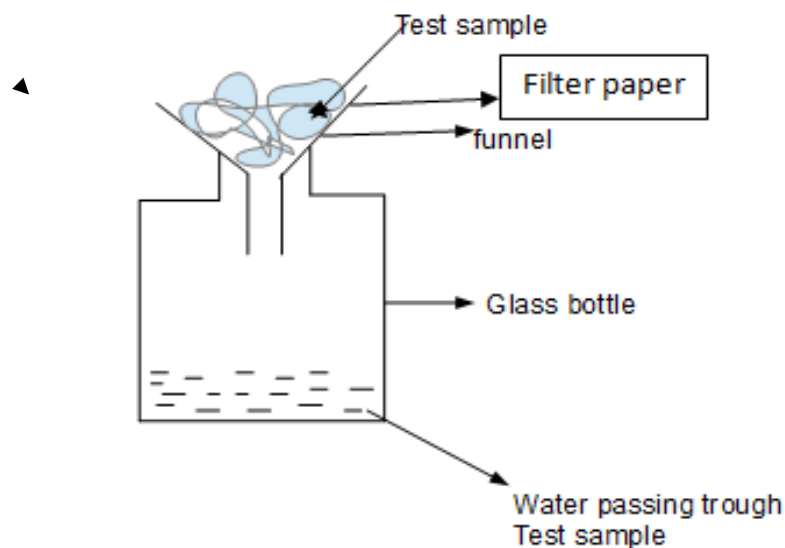 Test sample
Filter paper
funnel
Glass bottle
Water passing trough
Test sample